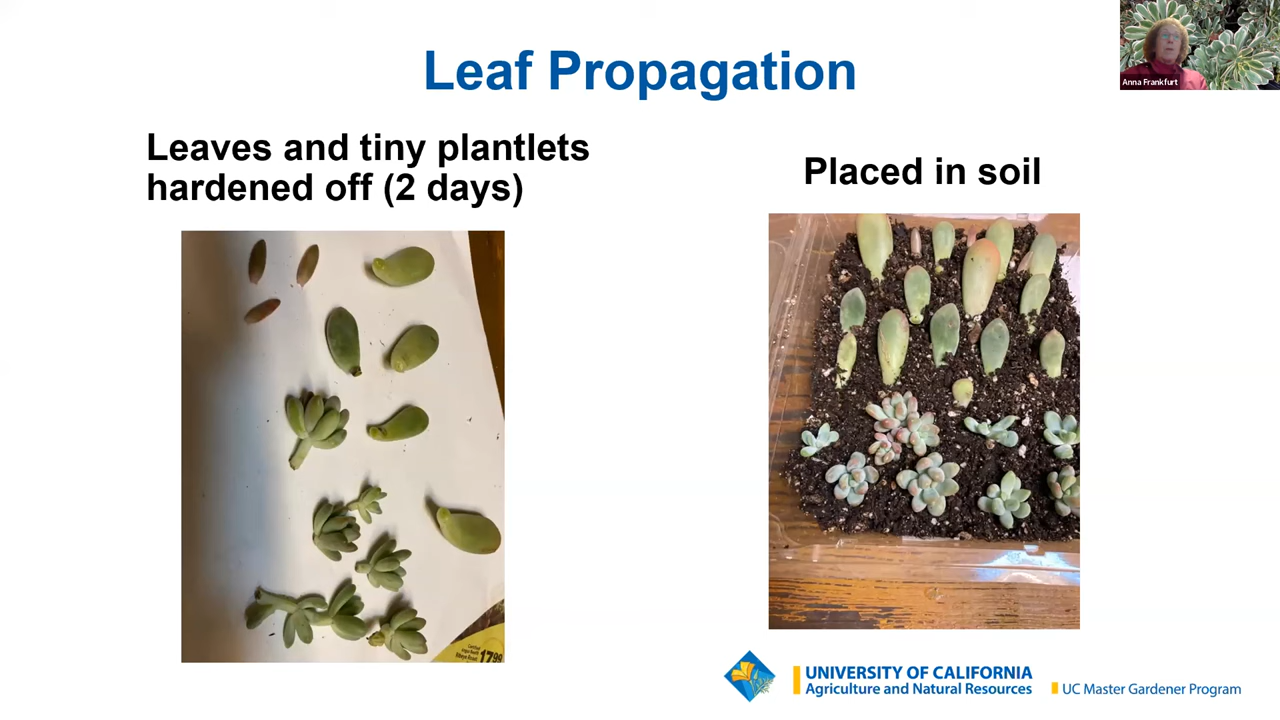 Leaf Propagation
Anna Frankfurt
Leaves and tiny plantlets
hardened off (2 days)
Placed in soil
17.99
UNIVERSITY OF CALIFORNIA
Agriculture and Natural Resources
UC Master Gardener Program